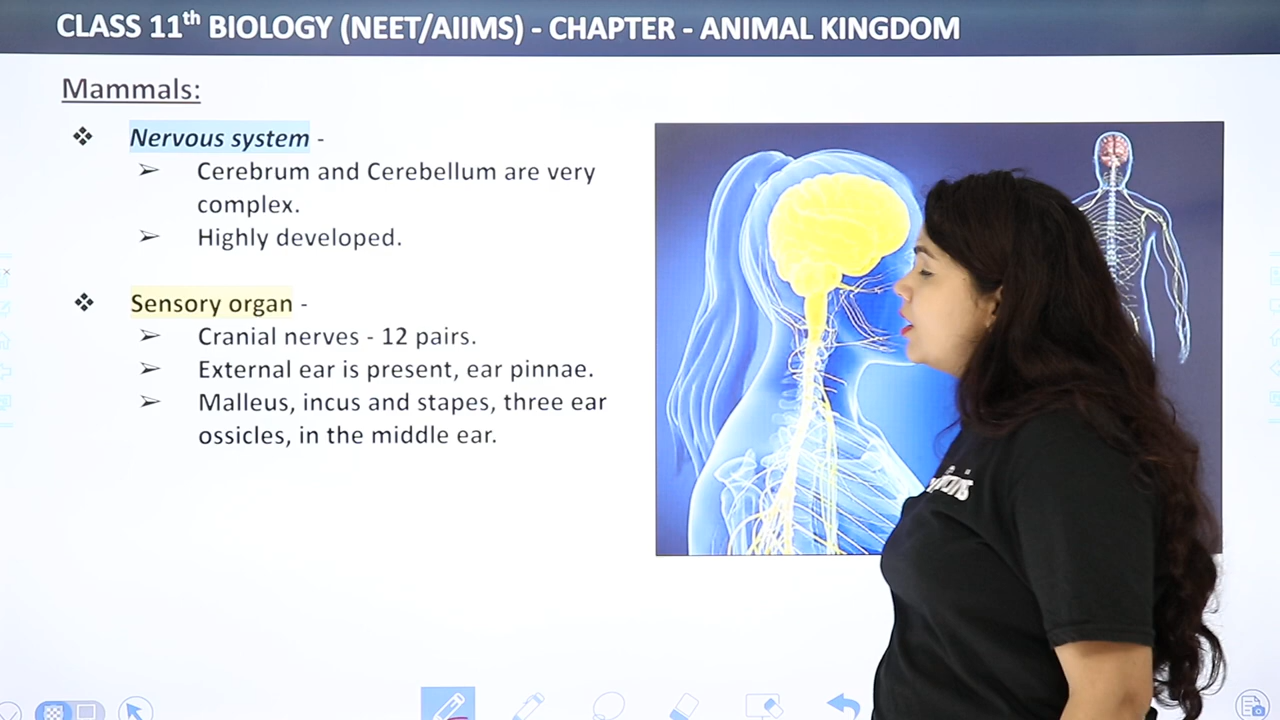 CLASS 11th BIOLOGY (NEET/AIIMS) - CHAPTER - ANIMAL KINGDOM
Mammals:
❖ Nervous system -
➢ Cerebrum and Cerebellum are very
complex.
➢ Highly developed.
❖ Sensory organ -
➢ Cranial nerves - 12 pairs.
➢ External ear is present, ear pinnae.
➢ Malleus, incus and stapes, three ear
ossicles, in the middle ear.